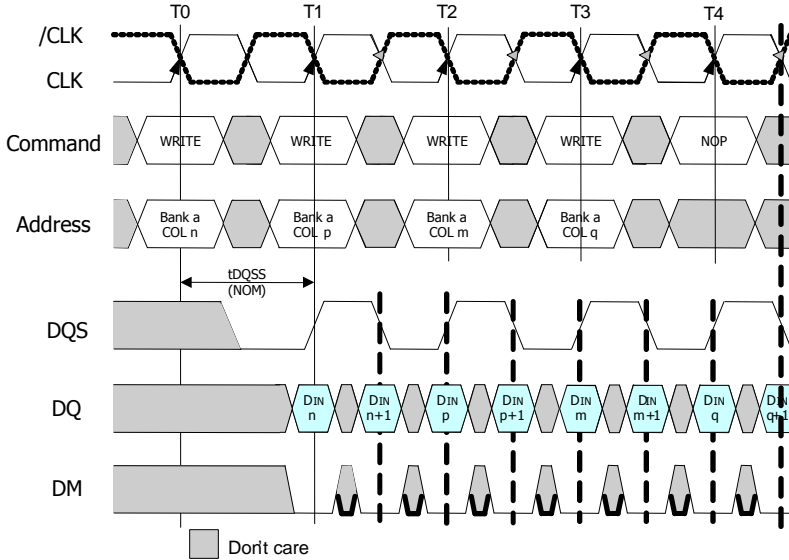 T0 T1 T2 T3 T4
/CLK
CLK
Command WRITE WRITE WRITE WRITE NOP
Address Bank a Bank a Bank a Bank a
COL n COL p COL m COL q
tDQSS
(NOM)
DQS
DQ DIN DIN DIN DIN DIN DIN DIN DIN
n n+1 p p+1 m m+1 q q+1
DM
Don't care